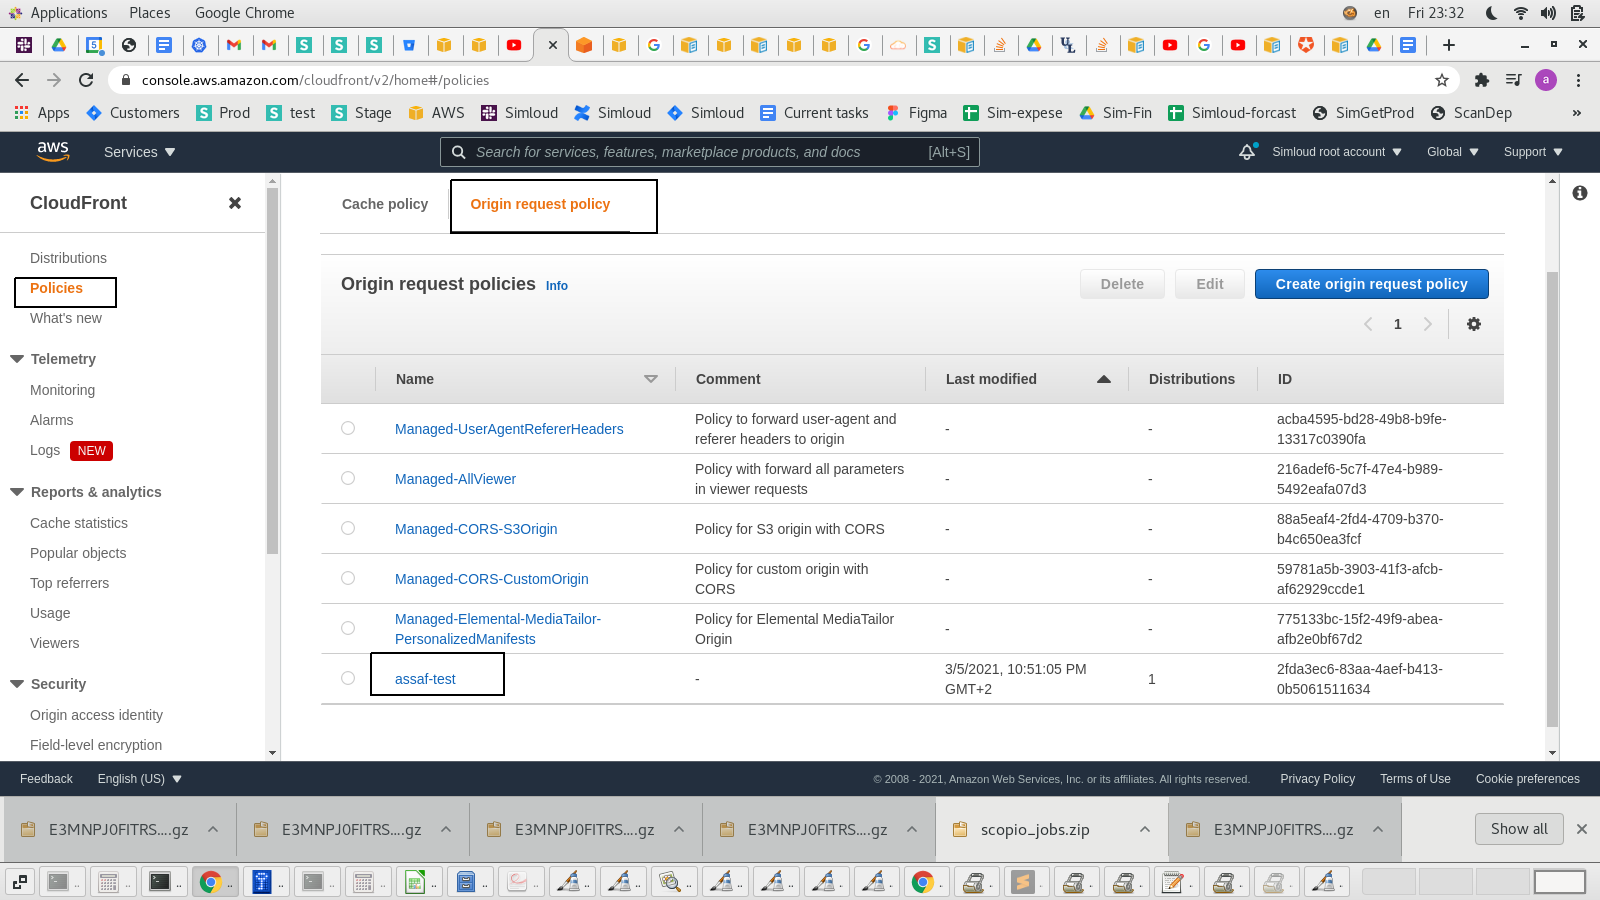 Applications Places Google Chrome en Fri 23:32
console.aws.amazon.com/cloudfront/v2/home#/policies a
Apps Customers Prod test Stage AWS Simloud Simloud Simloud Current tasks Figma Sim-expese Sim-Fin Simloud-forcast SimGetProd ScanDep »
aws Services Search for services, features, marketplace products, and docs [Alt+S] Simloud root account Global Support
CloudFront
Distributions
Policies
What's new
Telemetry
Monitoring
Alarms
Logs NEW
Reports & analytics
Cache statistics
Popular objects
Top referrers
Usage
Viewers
Security
Origin access identity
Field-level encryption
Cache policy Origin request policy
Origin request policies Info Delete Edit Create origin request policy
1
Name Comment Last modified Distributions ID
Managed-UserAgentRefererHeaders Policy to forward user-agent and - - acba4595-bd28-49b8-b9fe-
referer headers to origin 13317c0390fa
Managed-AllViewer Policy with forward all parameters - - 216adef6-5c7f-47e4-b989-
in viewer requests 5492eafa07d3
Managed-CORS-S3Origin Policy for S3 origin with CORS - - 88a5eaf4-2fd4-4709-b370-
b4c650ea3fcf
Managed-CORS-CustomOrigin Policy for custom origin with - - 59781a5b-3903-41f3-afcb-
CORS af62929ccde1
Managed-Elemental-MediaTailor- Policy for Elemental MediaTailor - - 775133bc-15f2-49f9-abea-
PersonalizedManifests Origin afb2e0bf67d2
assaf-test - 3/5/2021, 10:51:05 PM 1 2fda3ec6-83aa-4aef-b413-
GMT+2 0b5061511634
Feedback English (US) © 2008 - 2021, Amazon Web Services, Inc. or its affiliates. All rights reserved. Privacy Policy Terms of Use Cookie preferences
E3MNPJ0FITRS....gz E3MNPJ0FITRS....gz E3MNPJ0FITRS....gz E3MNPJ0FITRS....gz scopio_jobs.zip E3MNPJ0FITRS....gz Show all